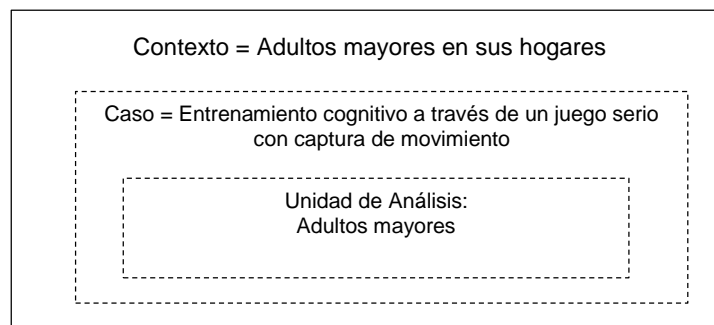 Contexto = Adultos mayores en sus hogares
Caso = Entrenamiento cognitivo a través de un juego serio
con captura de movimiento
Unidad de Análisis:
Adultos mayores